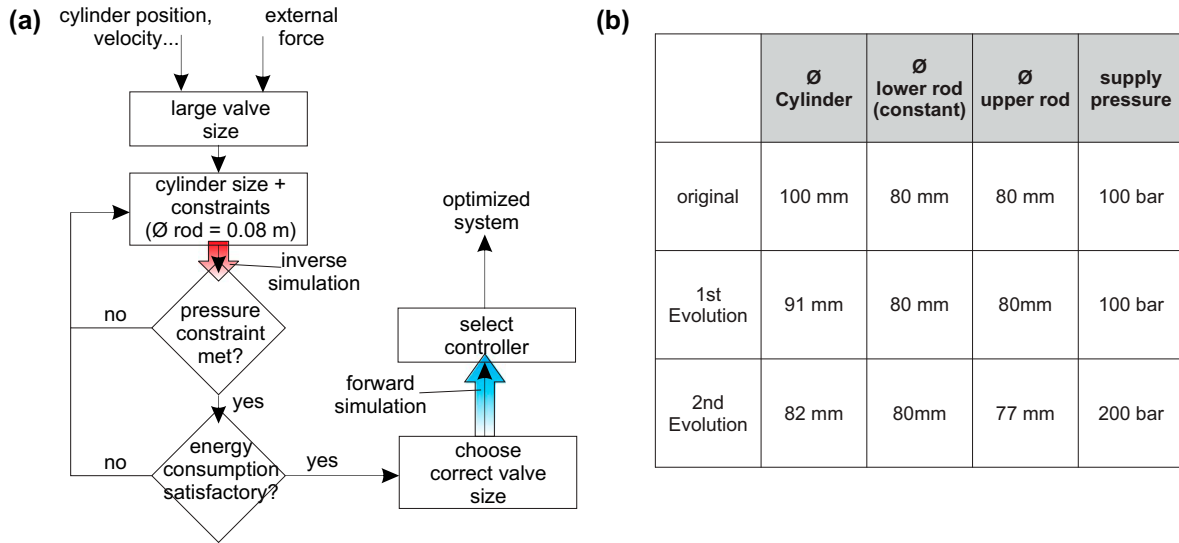 (a)
cylinder position,
velocity...
external
force
large valve
size
cylinder size +
constraints
(Ø rod = 0.08 m)
inverse
simulation
no
pressure
constraint
met?
yes
no
energy
consumption
satisfactory?
yes
choose
correct valve
size
forward
simulation
select
controller
optimized
system
(b)
Ø
Cylinder
Ø
lower rod
(constant)
Ø
upper rod
supply
pressure
original
100 mm
80 mm
80 mm
100 bar
1st
Evolution
91 mm
80 mm
80mm
100 bar
2nd
Evolution
82 mm
80mm
77 mm
200 bar